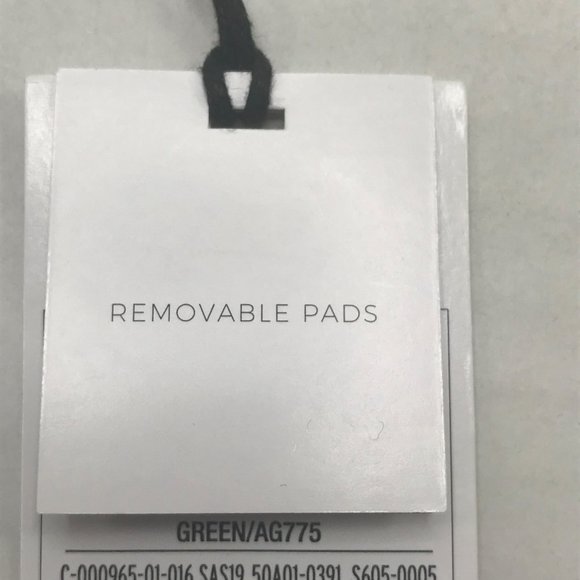 REMOVABLE PADS
GREEN/AG775
C-000965-01-016 SAS19 50A01-0391 S605-0005